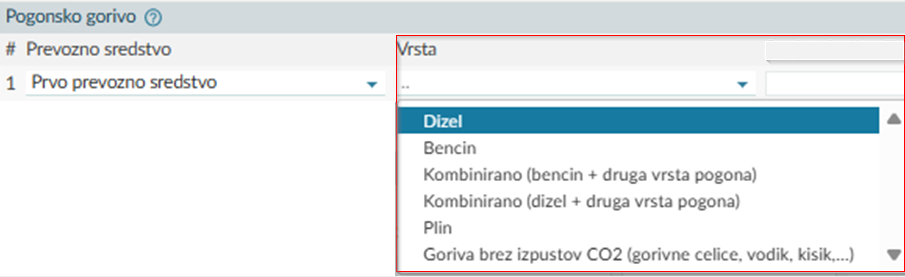 Pogonsko gorivo ?
# Prevozno sredstvo Vrsta
1 Prvo prevozno sredstvo ..
Dizel
Bencin
Kombinirano (bencin + druga vrsta pogona)
Kombinirano (dizel + druga vrsta pogona)
Plin
Goriva brez izpustov CO2 (gorivne celice, vodik, kisik,...)